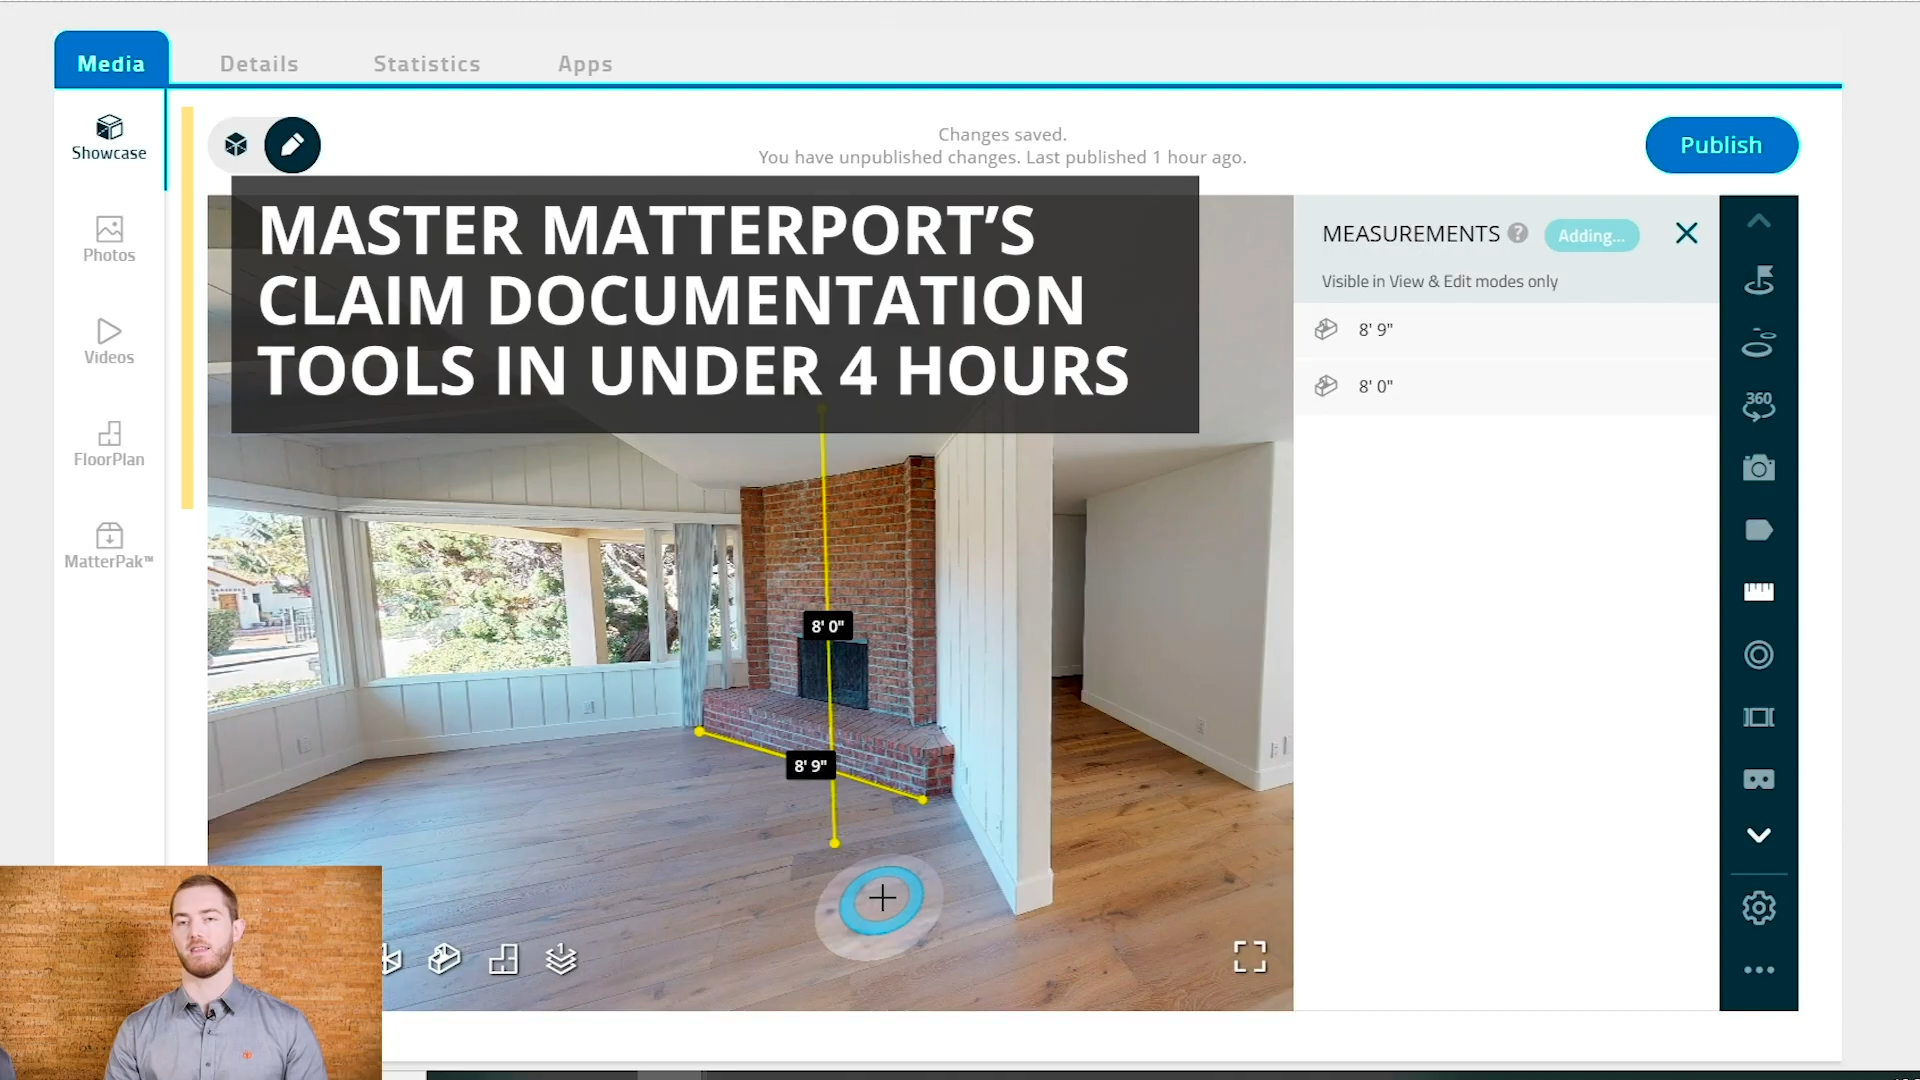 Media
Details
Statistics
Apps
Showcase
Photos
Videos
FloorPlan
MatterPak™
Changes saved.
You have unpublished changes. Last published 1 hour ago.
Publish
MASTER MATTERPORT’S
CLAIM DOCUMENTATION
TOOLS IN UNDER 4 HOURS
MEASUREMENTS ? Adding...
Visible in View & Edit modes only
8' 9"
8' 0"
360
8' 0"
8' 9"
1